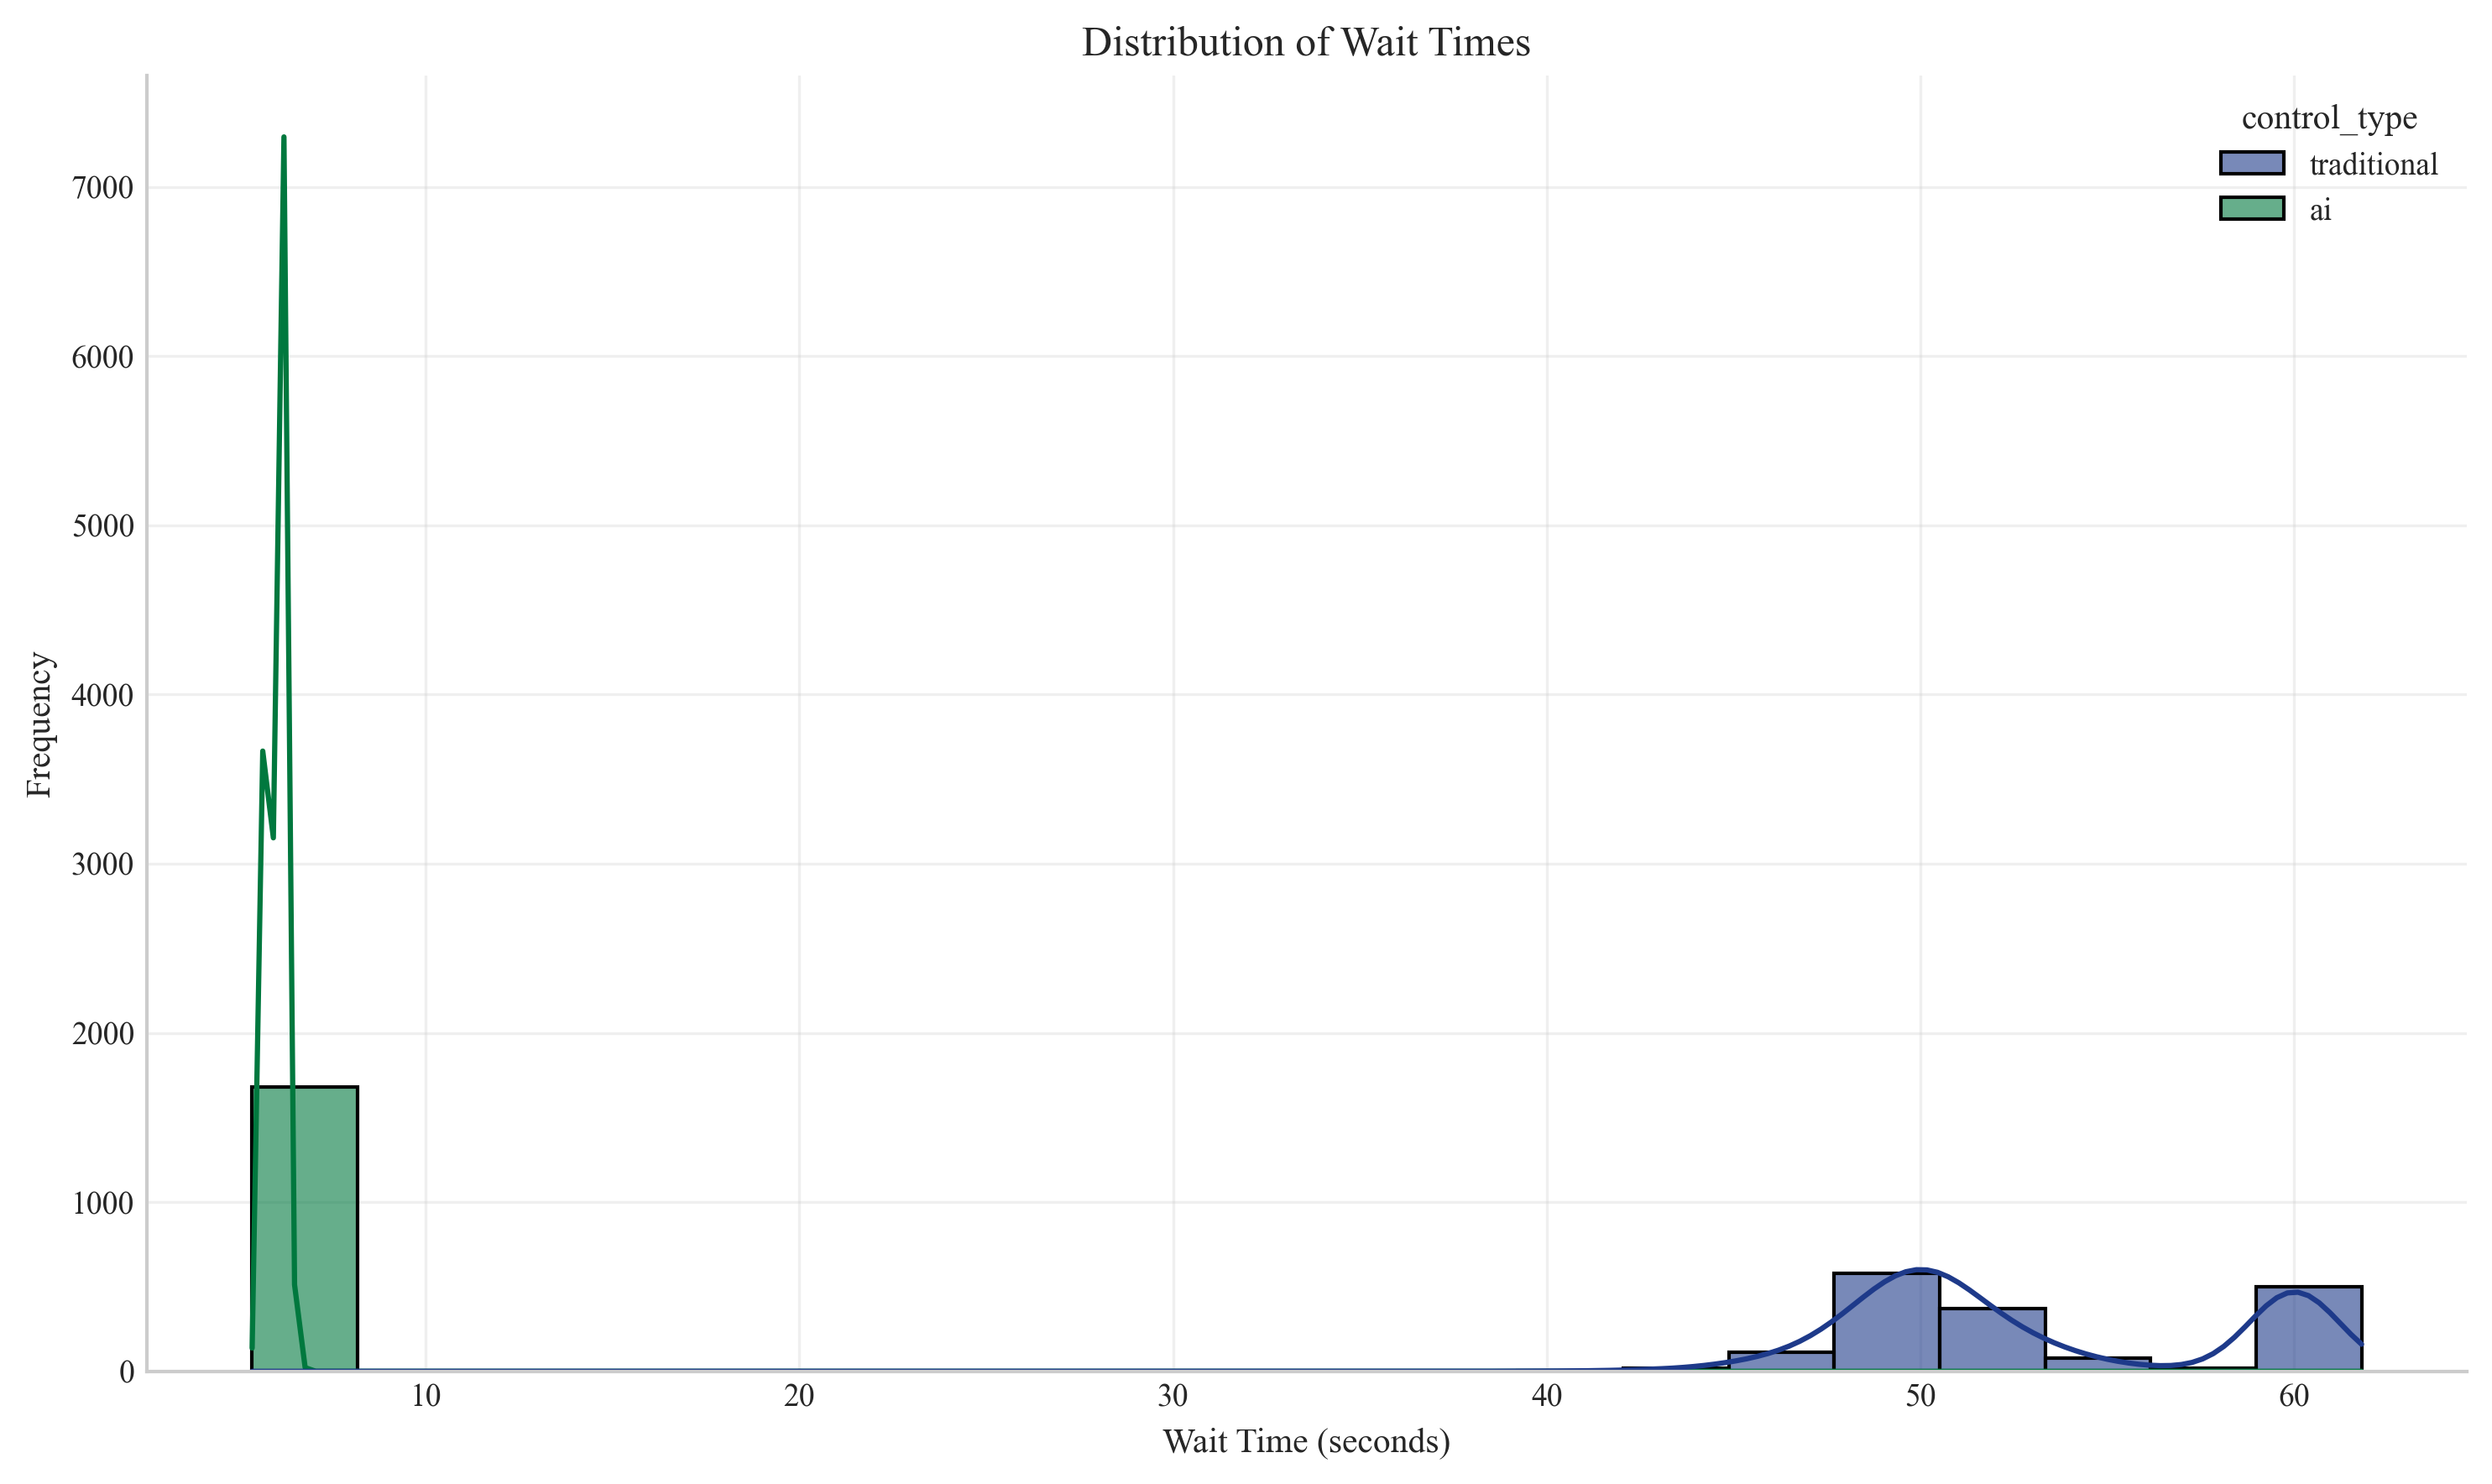 Distribution of Wait Times
control_type
traditional
ai
7000
6000
5000
4000
3000
2000
1000
0
Frequency
10 20 30 40 50 60
Wait Time (seconds)